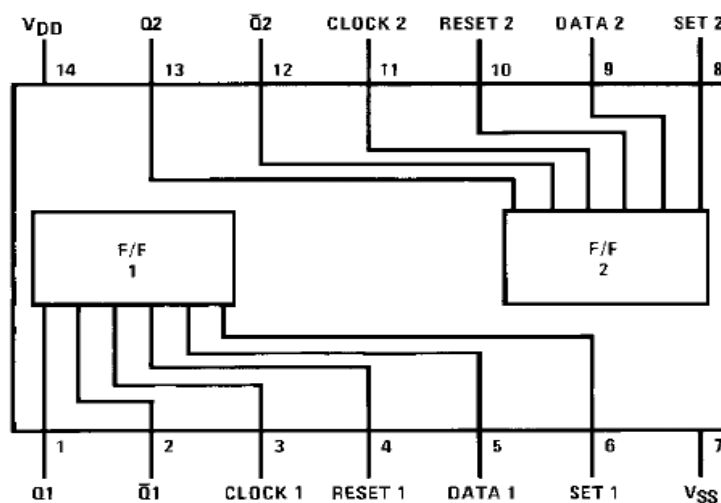 VDD Q2 Q̅2 CLOCK 2 RESET 2 DATA 2 SET 2
14 13 12 11 10 9 8
F/F
1
F/F
2
1 2 3 4 5 6 7
Q1 Q̅1 CLOCK 1 RESET 1 DATA 1 SET 1 VSS